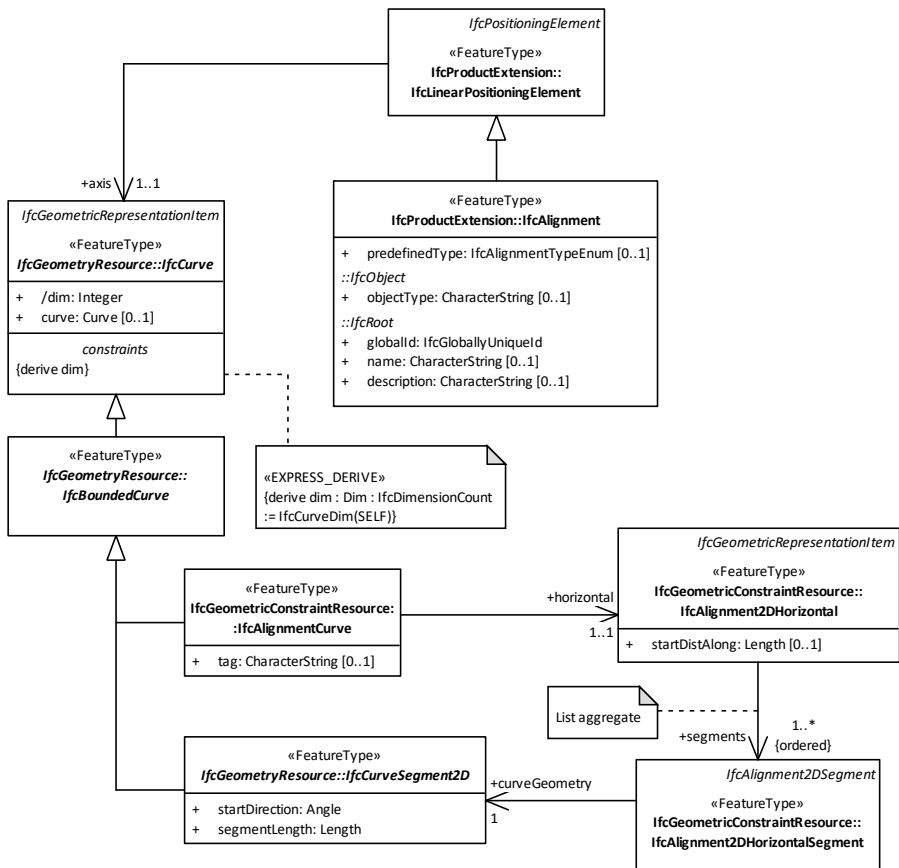 IfcPositioningElement
«FeatureType»
IfcProductExtension::
IfcLinearPositioningElement
+axis
1..1
IfcGeometricRepresentationItem
«FeatureType»
IfcGeometryResource::IfcCurve
+ /dim: Integer
+ curve: Curve [0..1]
constraints
{derive dim}
«FeatureType»
IfcProductExtension::IfcAlignment
+ predefinedType: IfcAlignmentTypeEnum [0..1]
::IfcObject
+ objectType: CharacterString [0..1]
::IfcRoot
+ globalId: IfcGloballyUniqueId
+ name: CharacterString [0..1]
+ description: CharacterString [0..1]
«FeatureType»
IfcGeometryResource::
IfcBoundedCurve
«EXPRESS_DERIVE»
{derive dim : Dim : IfcDimensionCount
:= IfcCurveDim(SELF)}
«FeatureType»
IfcGeometricConstraintResource:
:IfcAlignmentCurve
+ tag: CharacterString [0..1]
+horizontal
1..1
IfcGeometricRepresentationItem
«FeatureType»
IfcGeometricConstraintResource::
IfcAlignment2DHorizontal
+ startDistAlong: Length [0..1]
List aggregate
+segments
1..*
{ordered}
«FeatureType»
IfcGeometryResource::IfcCurveSegment2D
+ startDirection: Angle
+ segmentLength: Length
+curveGeometry
1
IfcAlignment2DSegment
«FeatureType»
IfcGeometricConstraintResource::
IfcAlignment2DHorizontalSegment